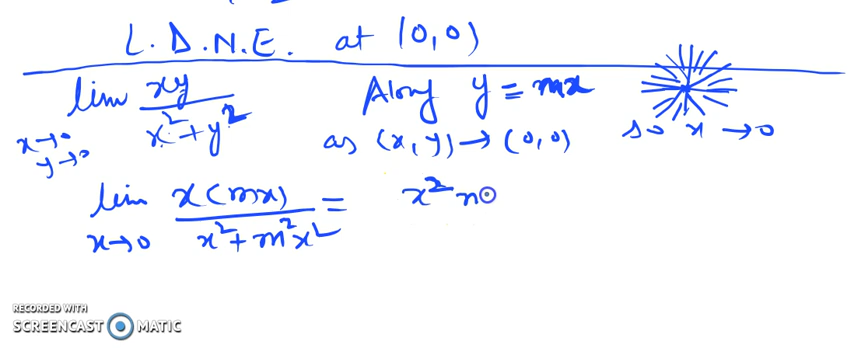 L.D.N.E. at (0,0)
lim x→0 y→0 xy / x²+y² Along y = mx
as (x,y)→(0,0) so x→0
lim x→0 x(mx) / x²+m²x² = x²
RECORDED WITH
SCREENCAST MATIC